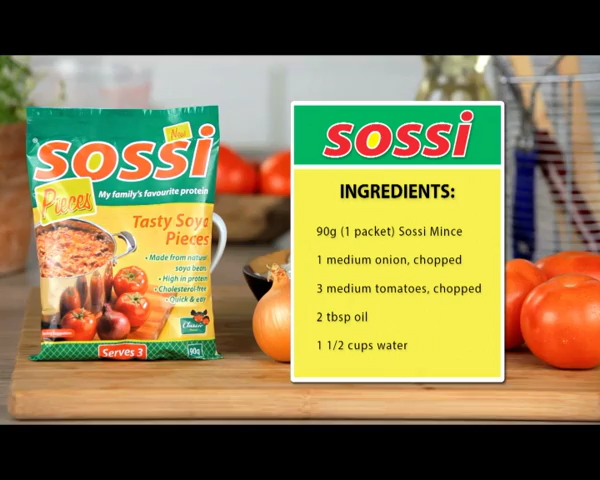 New
sossi
My family's favourite protein
Pieces
Tasty Soya
Pieces
• Made from natural
soya beans
• High in protein
• Cholesterol free
• Quick & easy
Classic
Serves 3
90g
sossi
INGREDIENTS:
90g (1 packet) Sossi Mince
1 medium onion, chopped
3 medium tomatoes, chopped
2 tbsp oil
1 1/2 cups water